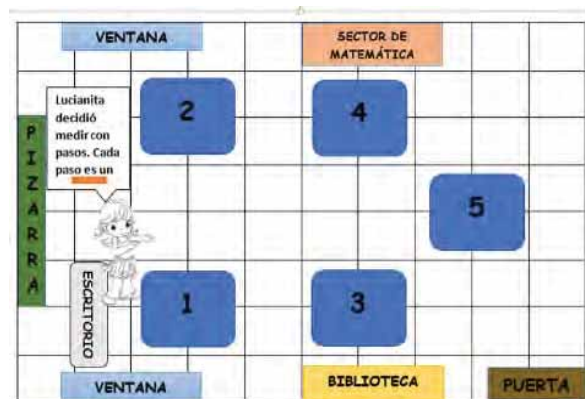 VENTANA
SECTOR DE
MATEMÁTICA
Lucianita
decidió
medir con
pasos. Cada
paso es un
2
4
PIZARRA
5
ESCRITORIO
1
3
VENTANA
BIBLIOTECA
PUERTA